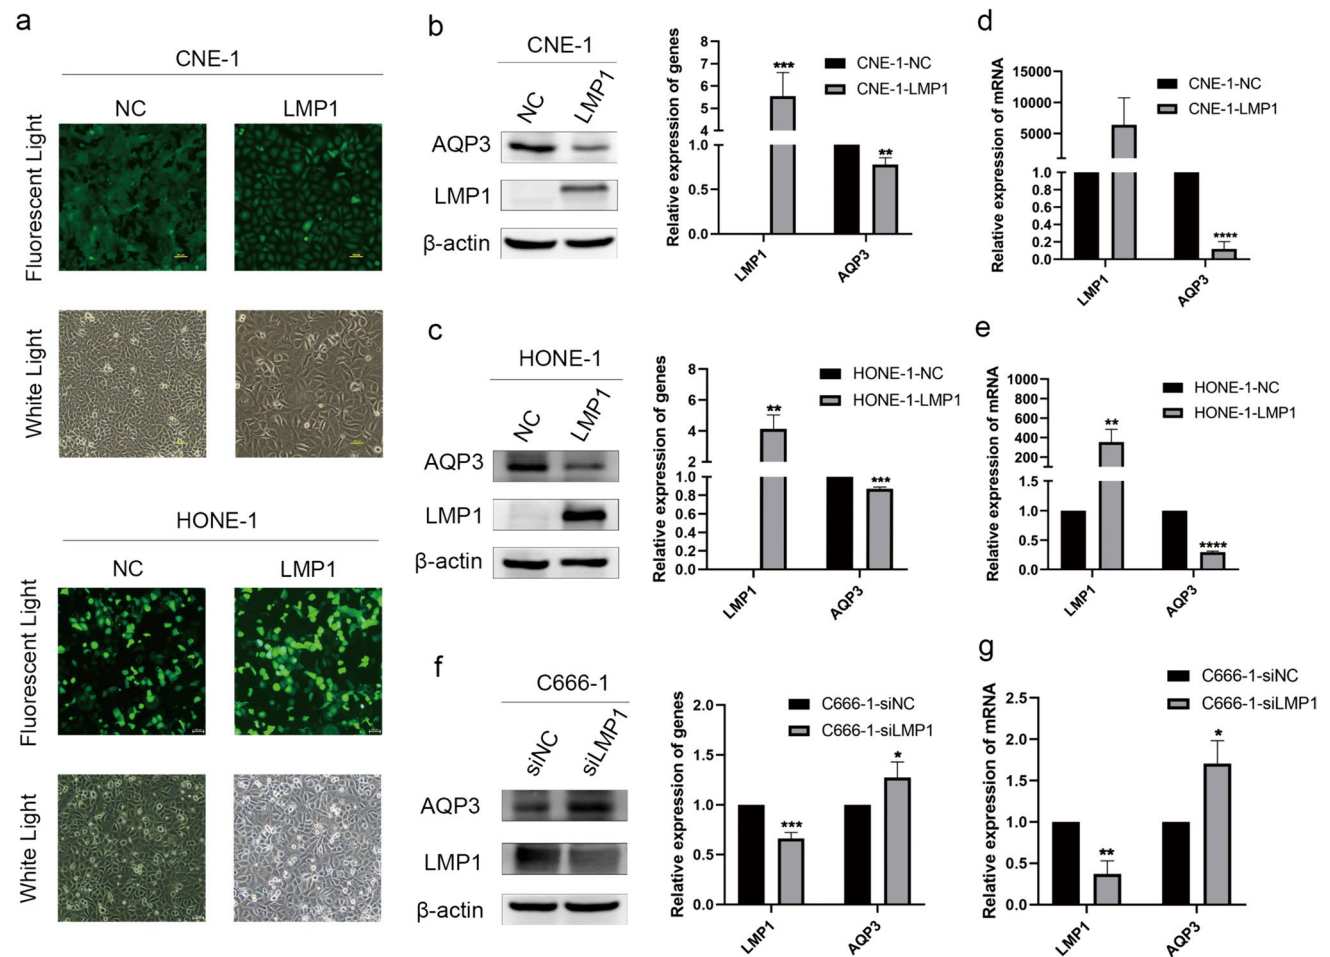 a
CNE-1
NC LMP1
Fluorescent Light
White Light
HONE-1
NC LMP1
Fluorescent Light
White Light
b
CNE-1
NC LMP1
AQP3
LMP1
β-actin
Relative expression of genes
8
7
6
5
4
1.0
0.5
0.0
***
**
LMP1 AQP3
CNE-1-NC
CNE-1-LMP1
d
Relative expression of mRNA
15000
10000
5000
1.0
0.8
0.6
0.4
0.2
0.0
****
LMP1 AQP3
CNE-1-NC
CNE-1-LMP1
c
HONE-1
NC LMP1
AQP3
LMP1
β-actin
Relative expression of genes
8
6
4
2
1.0
0.8
0.6
0.4
0.2
0.0
**
***
LMP1 AQP3
HONE-1-NC
HONE-1-LMP1
e
Relative expression of mRNA
1000
800
600
400
200
1.5
1.0
0.5
0.0
**
****
LMP1 AQP3
HONE-1-NC
HONE-1-LMP1
f
C666-1
siNC siLMP1
AQP3
LMP1
β-actin
Relative expression of genes
2.0
1.5
1.0
0.5
0.0
***
*
LMP1 AQP3
C666-1-siNC
C666-1-siLMP1
g
Relative expression of mRNA
2.5
2.0
1.5
1.0
0.5
0.0
**
*
LMP1 AQP3
C666-1-siNC
C666-1-siLMP1